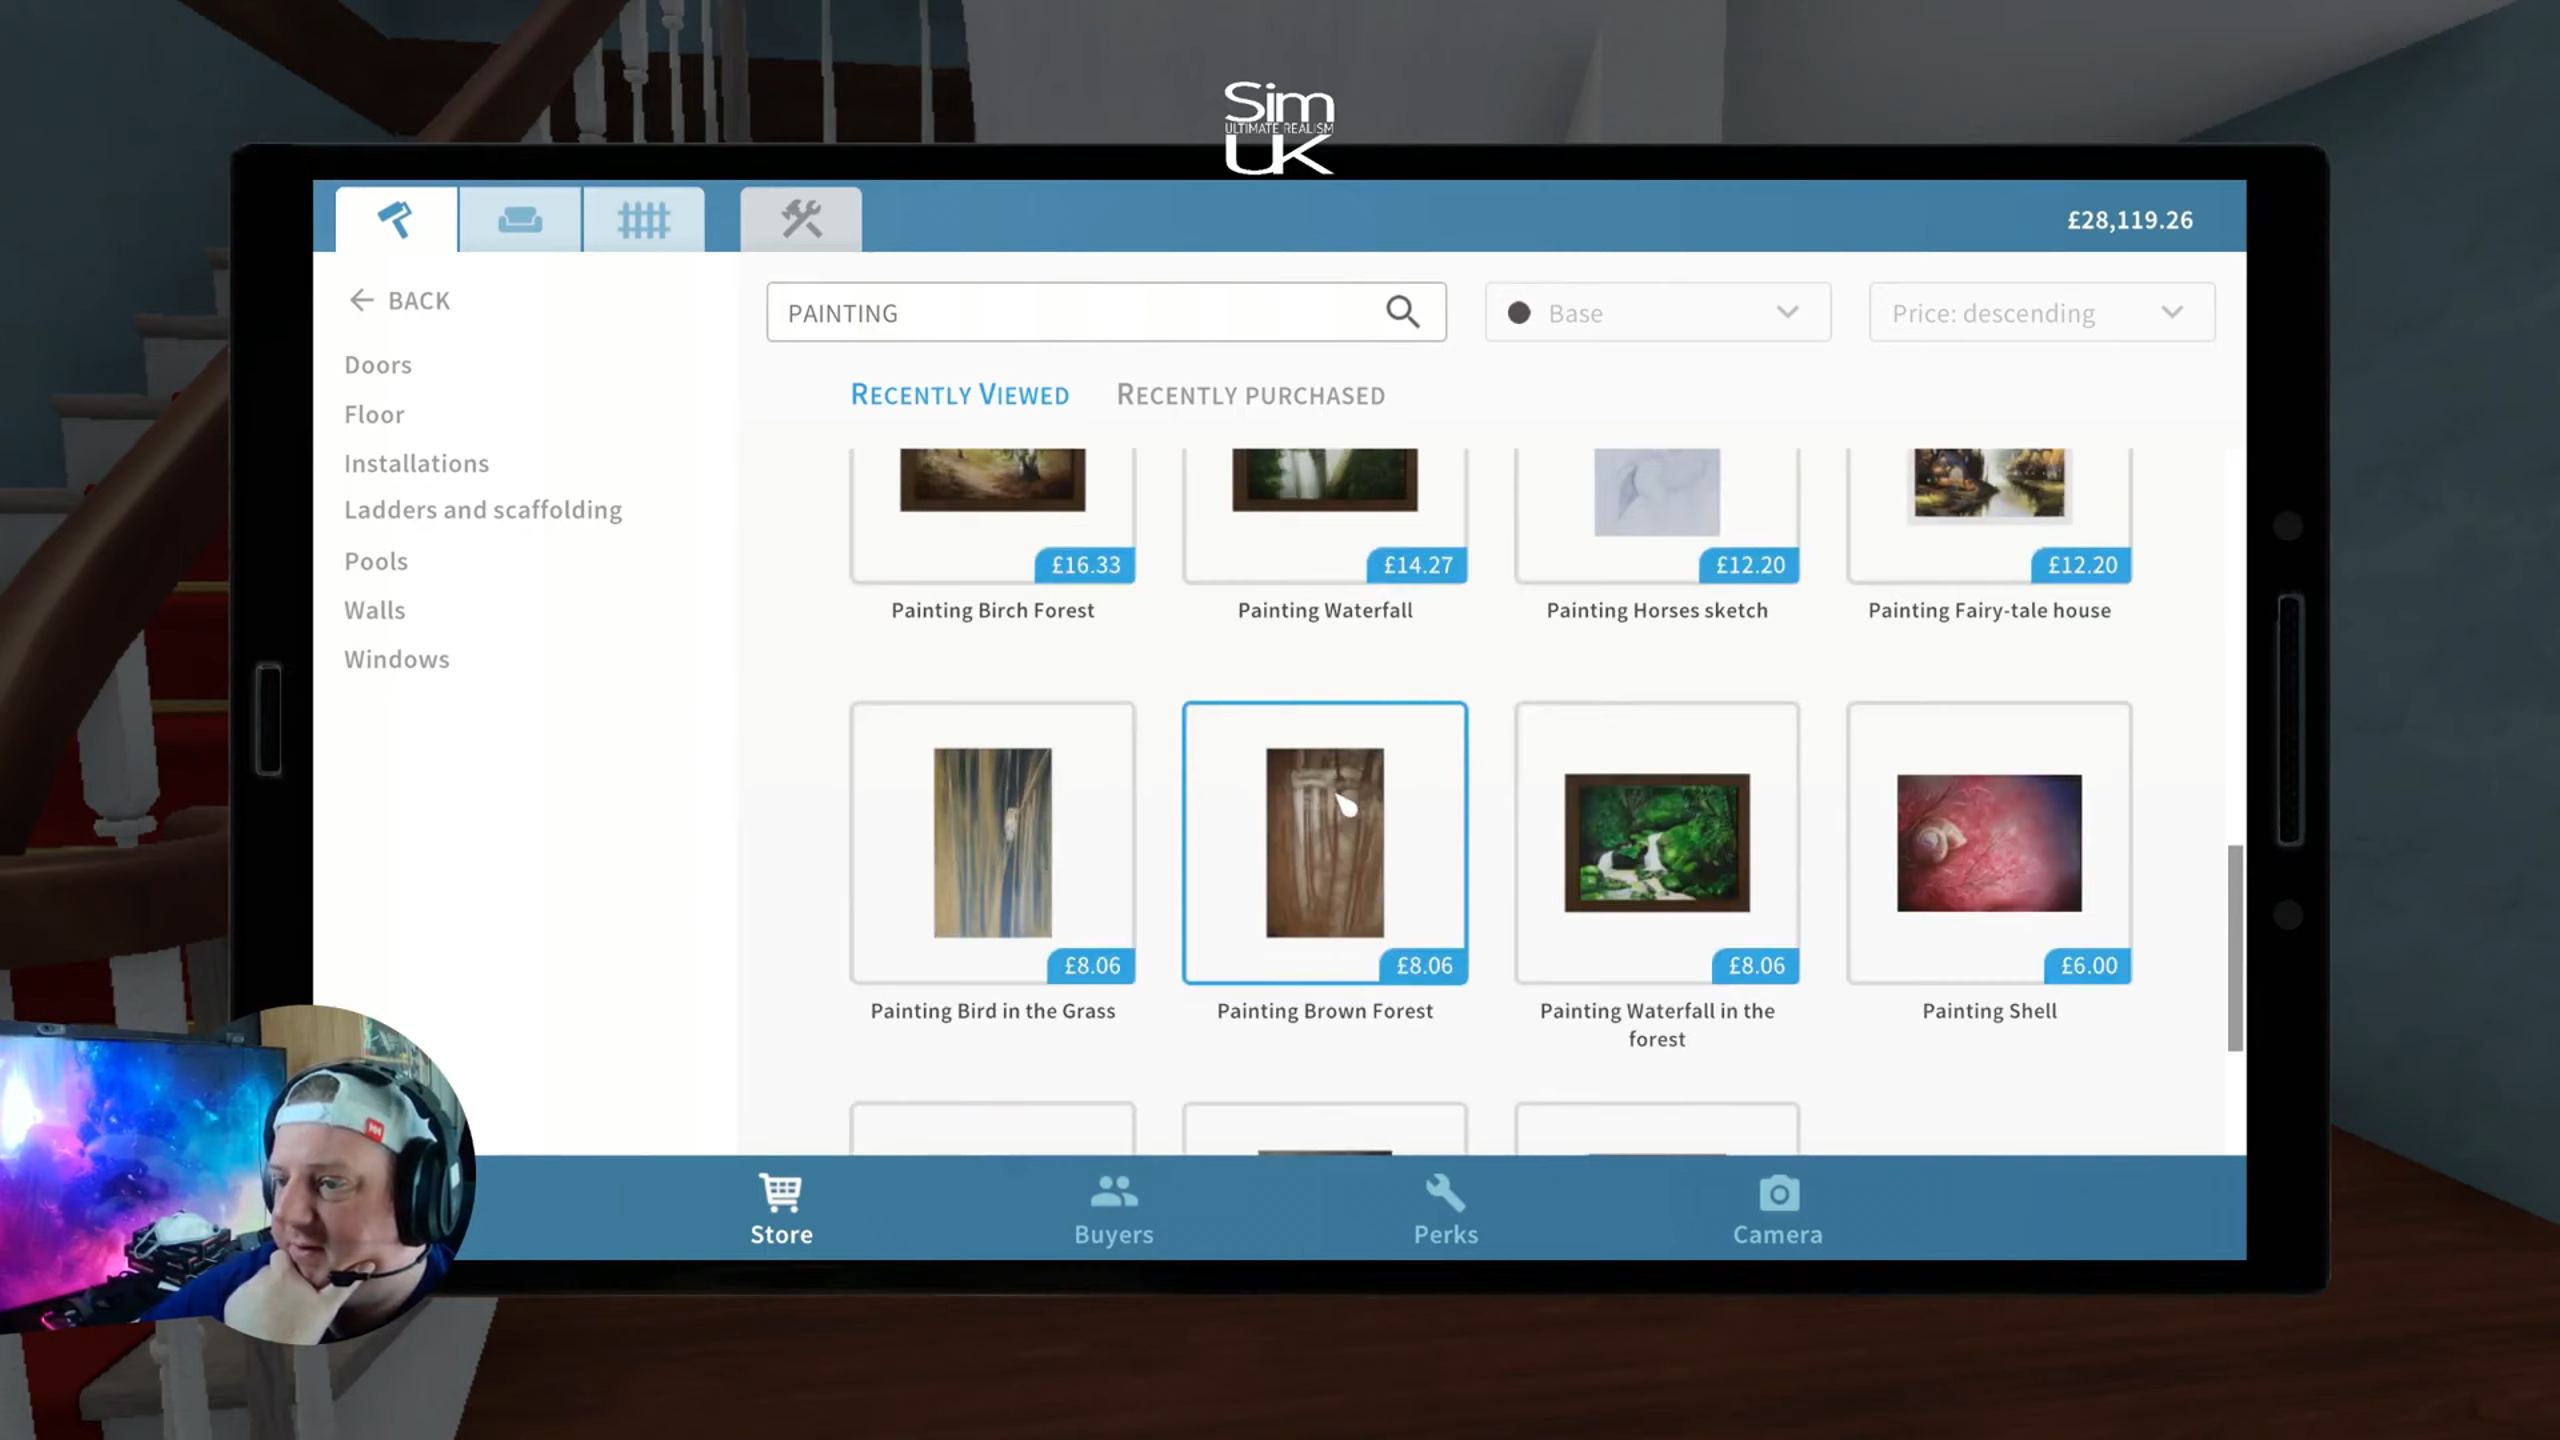 Sim
ULTIMATE REALISM
UK
£28,119.26
BACK
PAINTING
Base
Price: descending
Doors
Floor
Installations
Ladders and scaffolding
Pools
Walls
Windows
RECENTLY VIEWED
RECENTLY PURCHASED
£16.33
£14.27
£12.20
£12.20
Painting Birch Forest
Painting Waterfall
Painting Horses sketch
Painting Fairy-tale house
£8.06
£8.06
£8.06
£6.00
Painting Bird in the Grass
Painting Brown Forest
Painting Waterfall in the
forest
Painting Shell
Store
Buyers
Perks
Camera